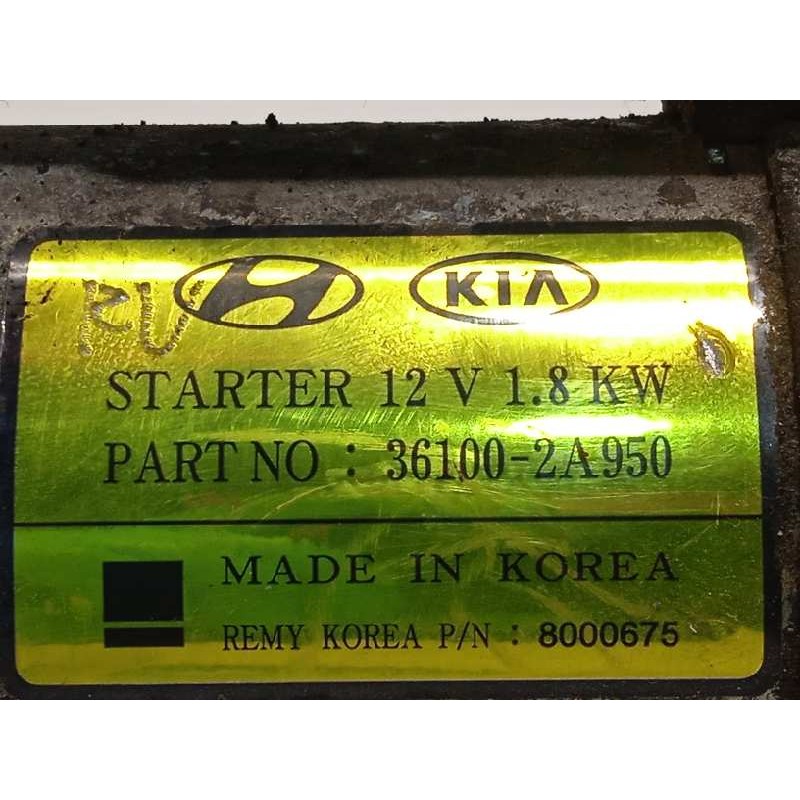 KIA
STARTER 12 V 1.8 KW
PART NO : 36100-2A950
MADE IN KOREA
REMY KOREA P/N : 8000675